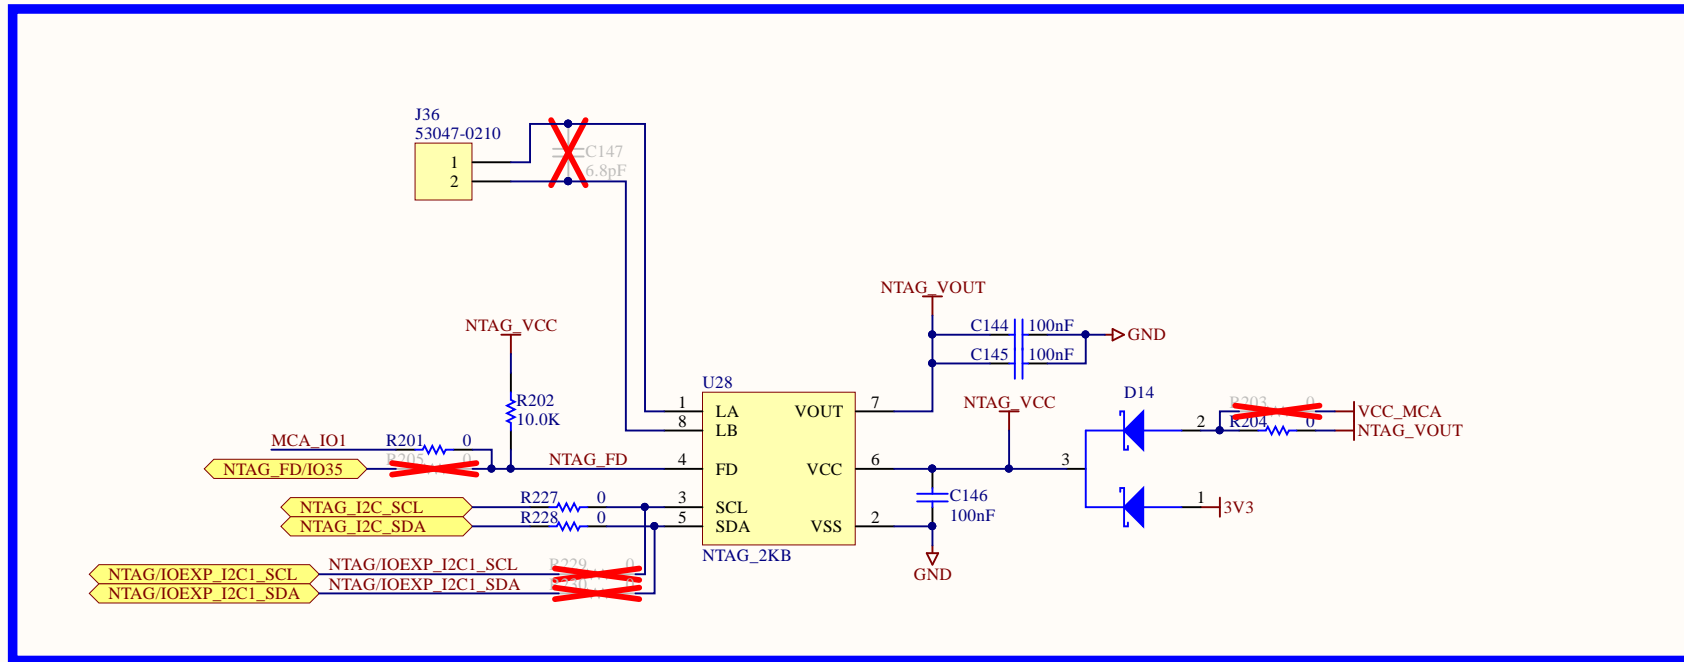 J36
53047-0210
1
2
C147
6.8pF
NTAG_VOUT
C144 100nF
GND
C145 100nF
NTAG_VCC
R202
10.0K
U28
1 LA
8 LB
4 FD
3 SCL
5 SDA
VOUT 7
VCC 6
VSS 2
NTAG_2KB
MCA_IO1
R201 0
R205 0
NTAG_FD/IO35
NTAG_FD
NTAG_I2C_SCL
R227 0
NTAG_I2C_SDA
R228 0
NTAG/IOEXP_I2C1_SCL
NTAG/IOEXP_I2C1_SCL
R229 0
NTAG/IOEXP_I2C1_SDA
NTAG/IOEXP_I2C1_SDA
NTAG_VCC
C146
100nF
GND
D14
3
2
1
R203 0
R204 0
VCC_MCA
NTAG_VOUT
3V3